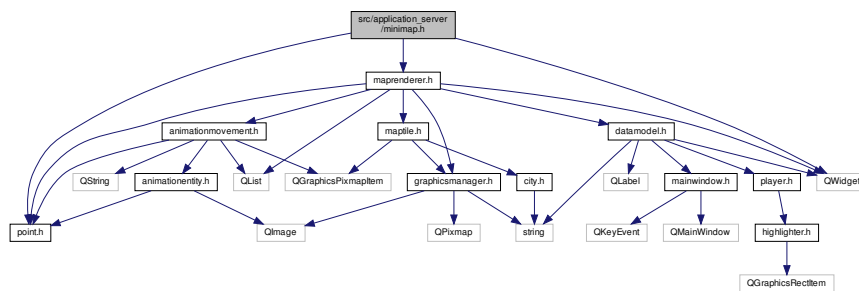 src/application_server
/minimap.h
maprenderer.h
animationmovement.h
maptile.h
datamodel.h
QString
animationentity.h
QList
QGraphicsPixmapItem
graphicsmanager.h
city.h
QLabel
mainwindow.h
player.h
QWidget
point.h
QImage
QPixmap
string
QKeyEvent
QMainWindow
highlighter.h
QGraphicsRectItem